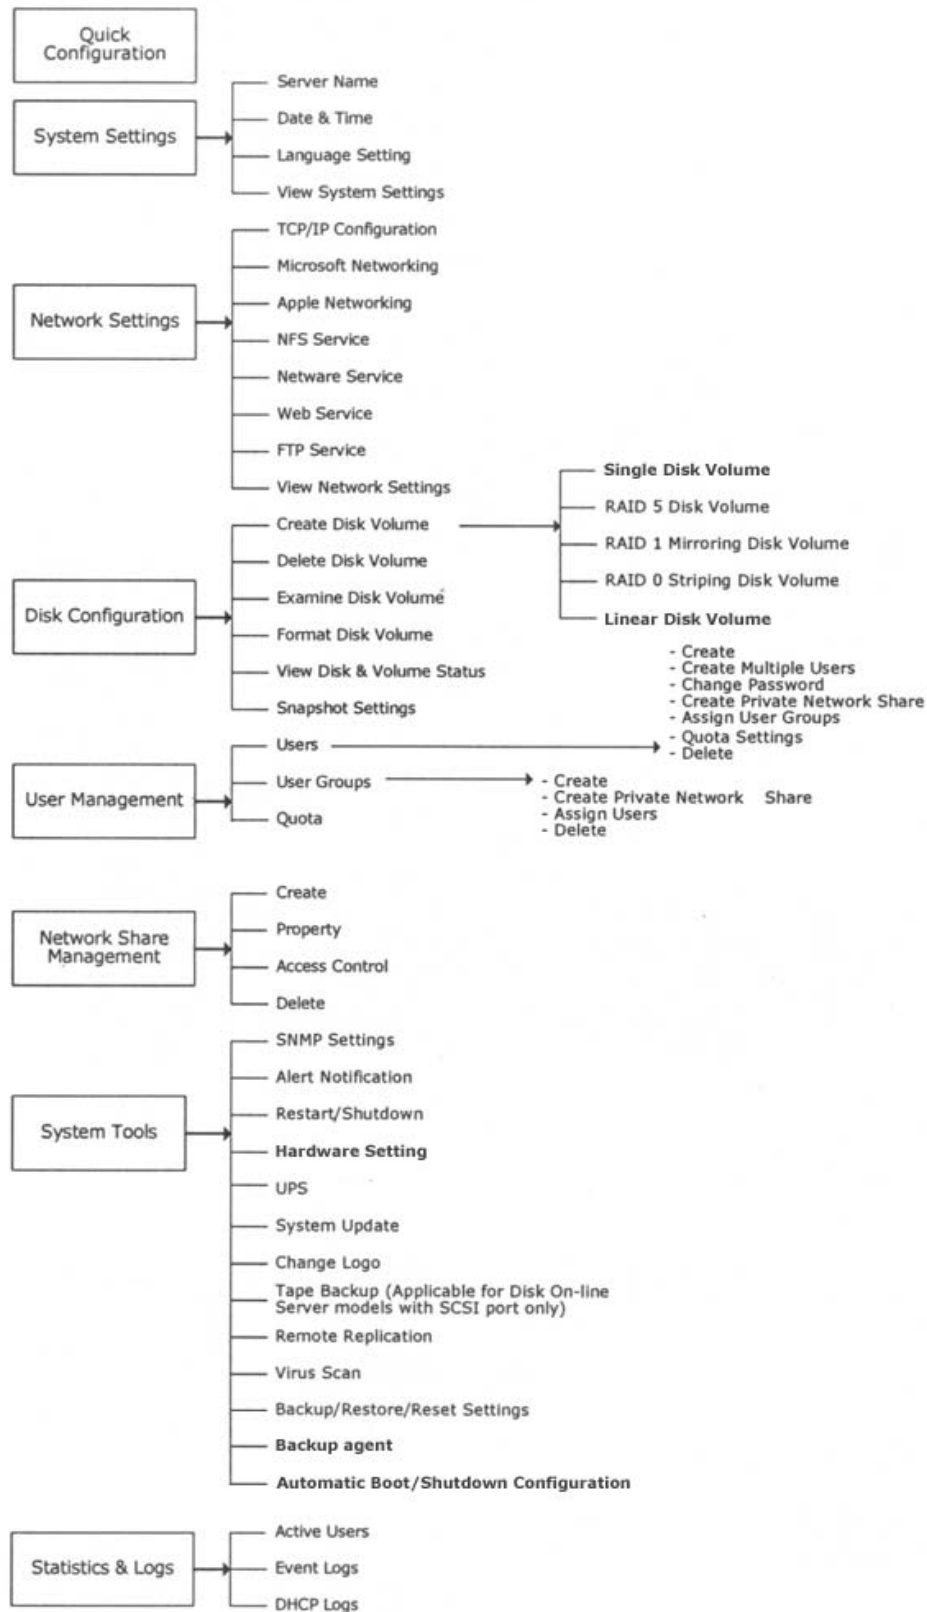 Quick
Configuration
System Settings
Server Name
Date & Time
Language Setting
View System Settings
Network Settings
TCP/IP Configuration
Microsoft Networking
Apple Networking
NFS Service
Netware Service
Web Service
FTP Service
View Network Settings
Disk Configuration
Create Disk Volume
Single Disk Volume
RAID 5 Disk Volume
RAID 1 Mirroring Disk Volume
RAID 0 Striping Disk Volume
Linear Disk Volume
Delete Disk Volume
Examine Disk Volume
Format Disk Volume
View Disk & Volume Status
Snapshot Settings
User Management
Users
- Create
- Create Multiple Users
- Change Password
- Create Private Network Share
- Assign User Groups
- Quota Settings
- Delete
User Groups
- Create
- Create Private Network Share
- Assign Users
- Delete
Quota
Network Share
Management
Create
Property
Access Control
Delete
System Tools
SNMP Settings
Alert Notification
Restart/Shutdown
Hardware Setting
UPS
System Update
Change Logo
Tape Backup (Applicable for Disk On-line
Server models with SCSI port only)
Remote Replication
Virus Scan
Backup/Restore/Reset Settings
Backup agent
Automatic Boot/Shutdown Configuration
Statistics & Logs
Active Users
Event Logs
DHCP Logs